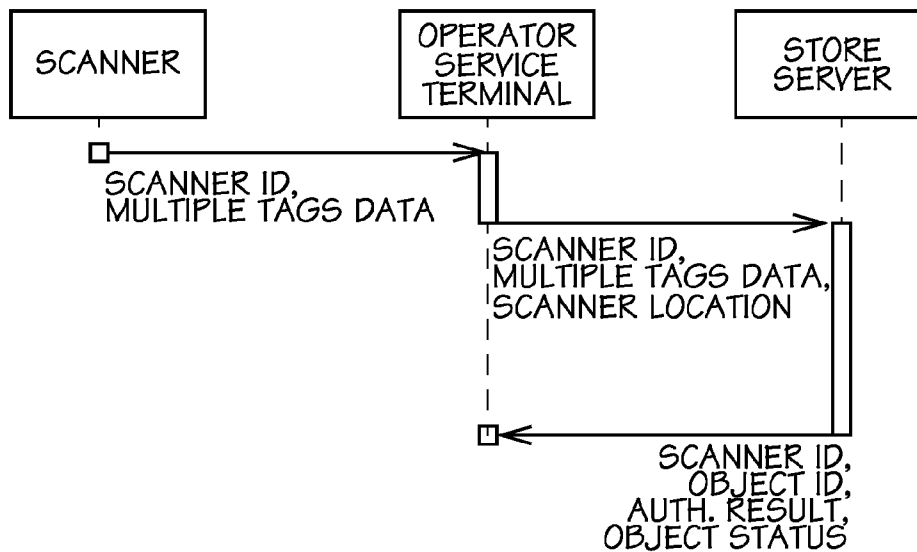 SCANNER
OPERATOR
SERVICE
TERMINAL
STORE
SERVER
SCANNER ID,
MULTIPLE TAGS DATA
SCANNER ID,
MULTIPLE TAGS DATA,
SCANNER LOCATION
SCANNER ID,
OBJECT ID,
AUTH. RESULT,
OBJECT STATUS